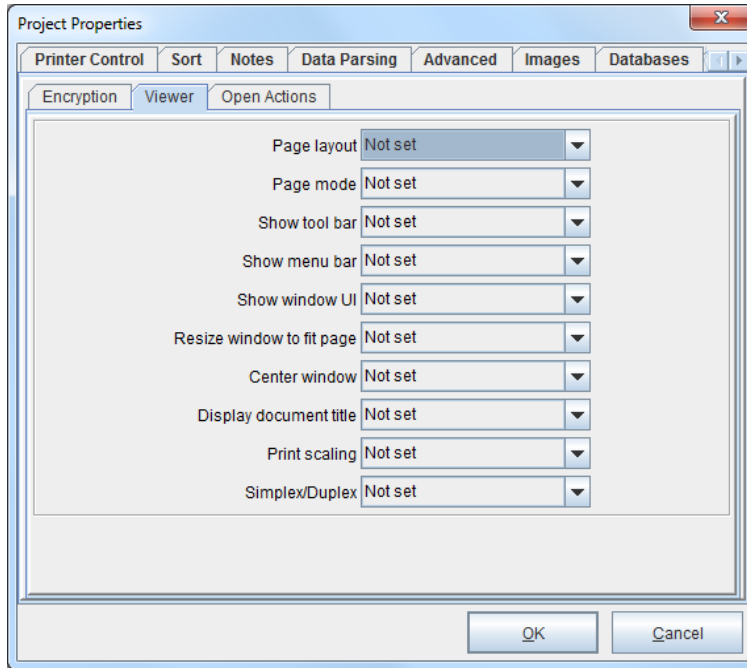 Project Properties
Printer Control Sort Notes Data Parsing Advanced Images Databases
Encryption Viewer Open Actions
Page layout Not set
Page mode Not set
Show tool bar Not set
Show menu bar Not set
Show window UI Not set
Resize window to fit page Not set
Center window Not set
Display document title Not set
Print scaling Not set
Simplex/Duplex Not set
OK Cancel